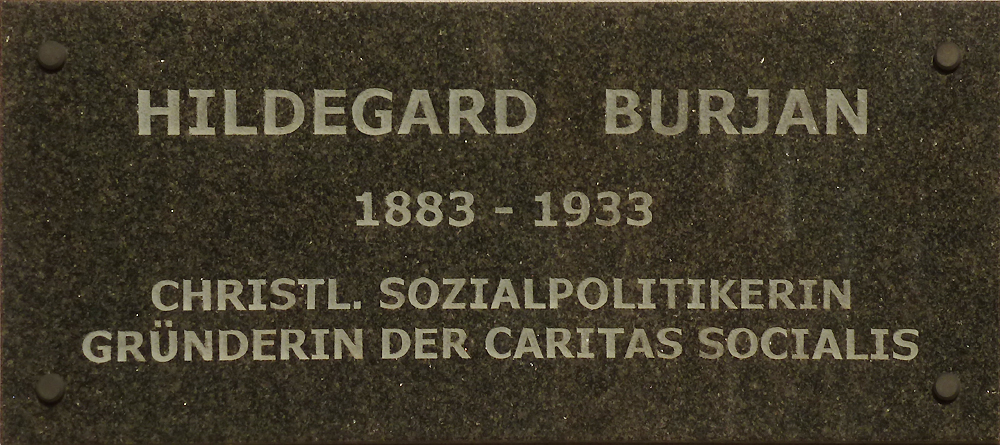 HILDEGARD BURJAN
1883 - 1933
CHRISTL. SOZIALPOLITIKERIN
GRÜNDERIN DER CARITAS SOCIALIS